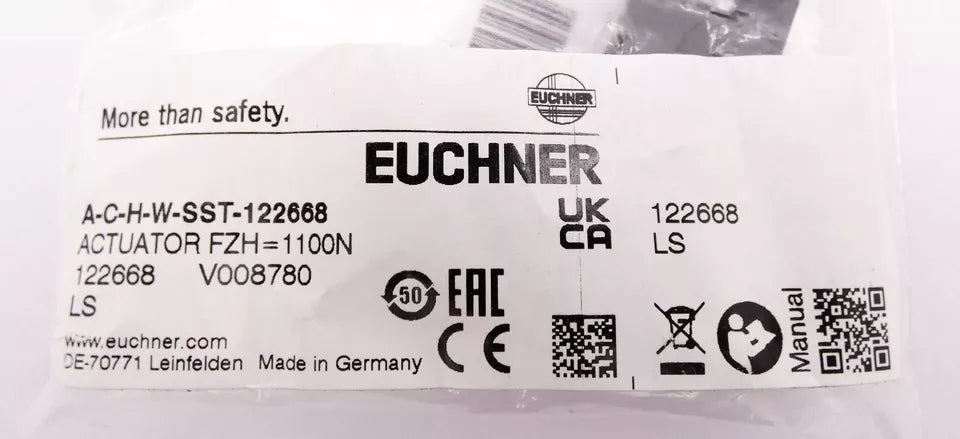 More than safety.
EUCHNER
EUCHNER
A-C-H-W-SST-122668
ACTUATOR FZH=1100N
122668 V008780
LS
www.euchner.com
DE-70771 Leinfelden Made in Germany
50
EAC
CE
UK
CA
122668
LS
Manual